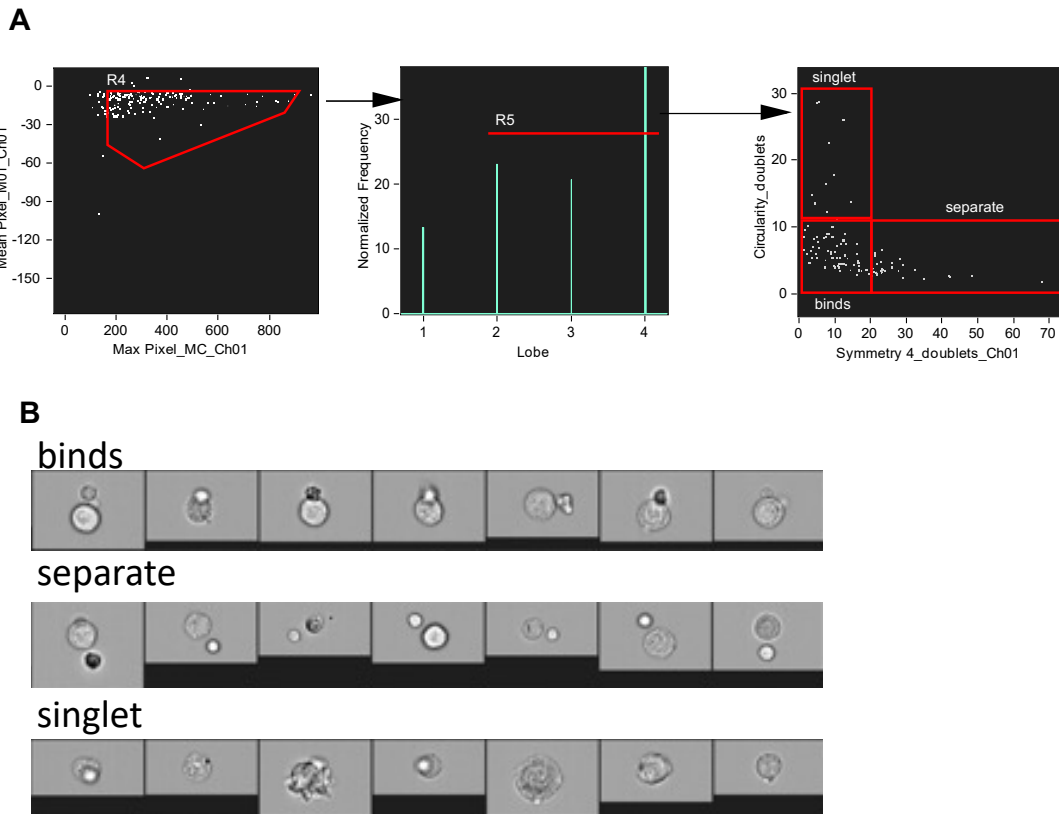 A
R4
0
-30
-60
-90
-120
-150
Mean Pixel_M01_Ch01
0 200 400 600 800
Max Pixel_MC_Ch01
R5
30
20
10
0
Normalized Frequency
1 2 3 4
Lobe
singlet
separate
binds
30
20
10
0
Circularity_doublets
0 10 20 30 40 50 60 70
Symmetry 4_doublets_Ch01
B
binds
separate
singlet